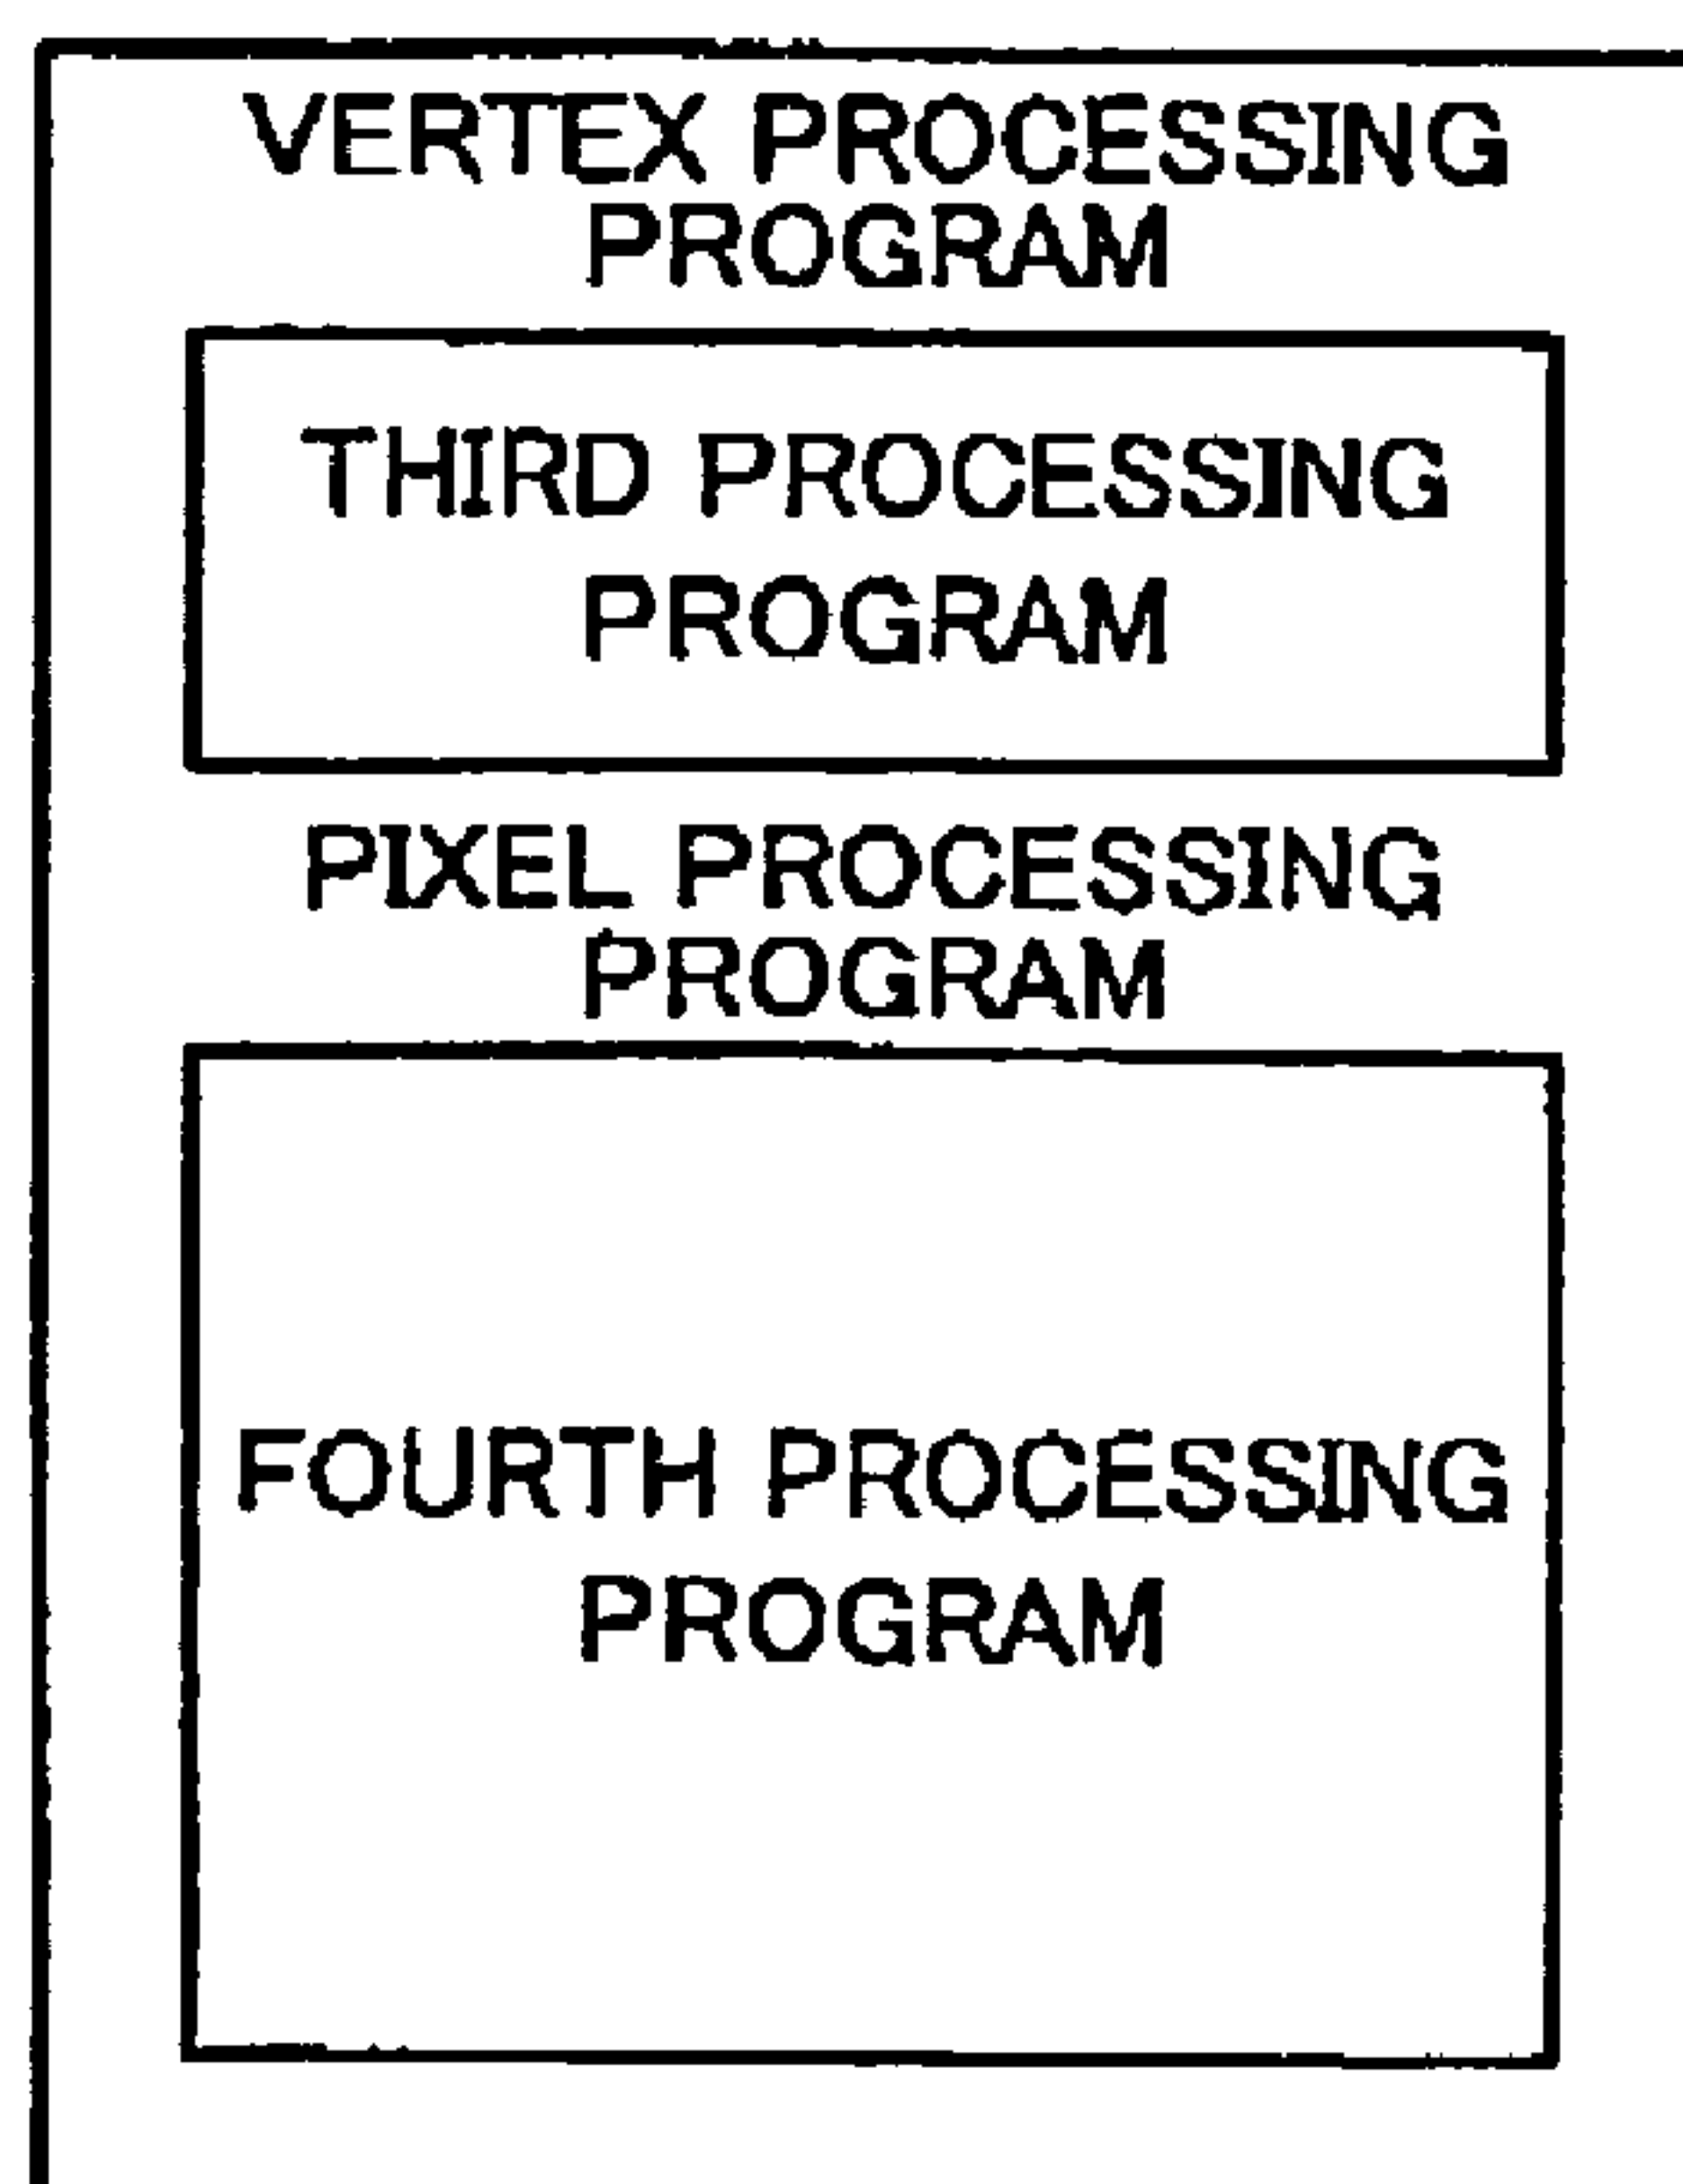 VERTEX PROCESSING
PROGRAM
THIRD PROCESSING
PROGRAM
PIXEL PROCESSING
PROGRAM
FOURTH PROCESSING
PROGRAM